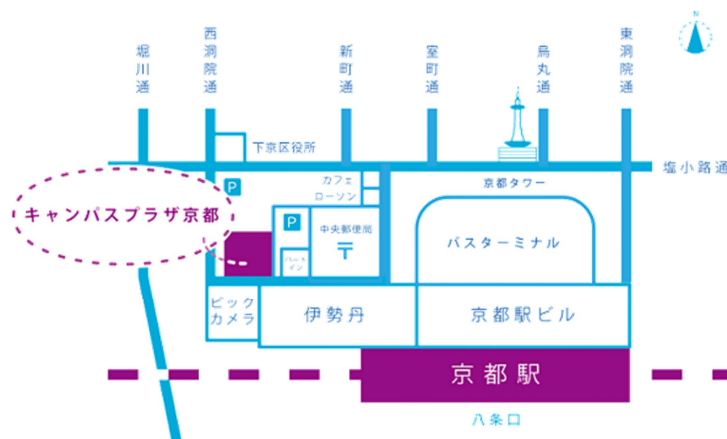 N
堀川通
西洞院通
新町通
室町通
烏丸通
東洞院通
下京区役所
塩小路通
カフェ
ローソン
京都タワー
P
キャンパスプラザ京都
P
中央郵便局
〒
バスターミナル
イン
ビック
カメラ
伊勢丹
京都駅ビル
京都駅
八条口